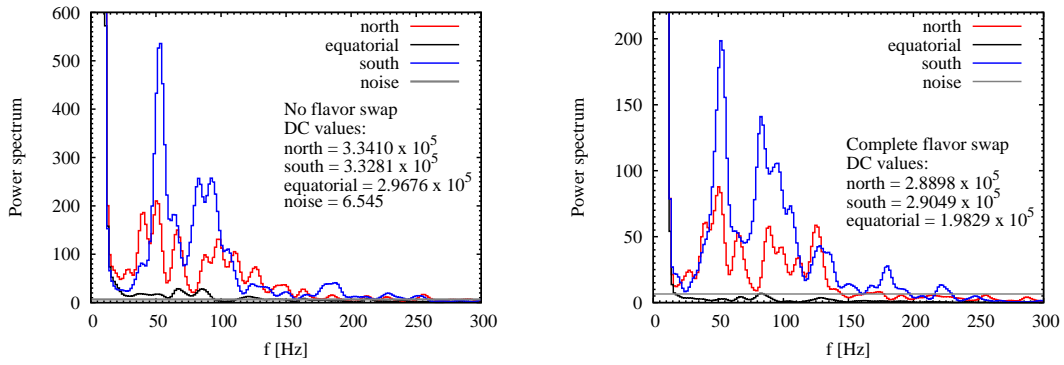 600
500
400
300
200
100
0
Power spectrum
north
equatorial
south
noise
No flavor swap
DC values:
north = 3.3410 x 10^5
south = 3.3281 x 10^5
equatorial = 2.9676 x 10^5
noise = 6.545
0 50 100 150 200 250 300
f [Hz]
200
150
100
50
0
Power spectrum
north
equatorial
south
noise
Complete flavor swap
DC values:
north = 2.8898 x 10^5
south = 2.9049 x 10^5
equatorial = 1.9829 x 10^5
0 50 100 150 200 250 300
f [Hz]